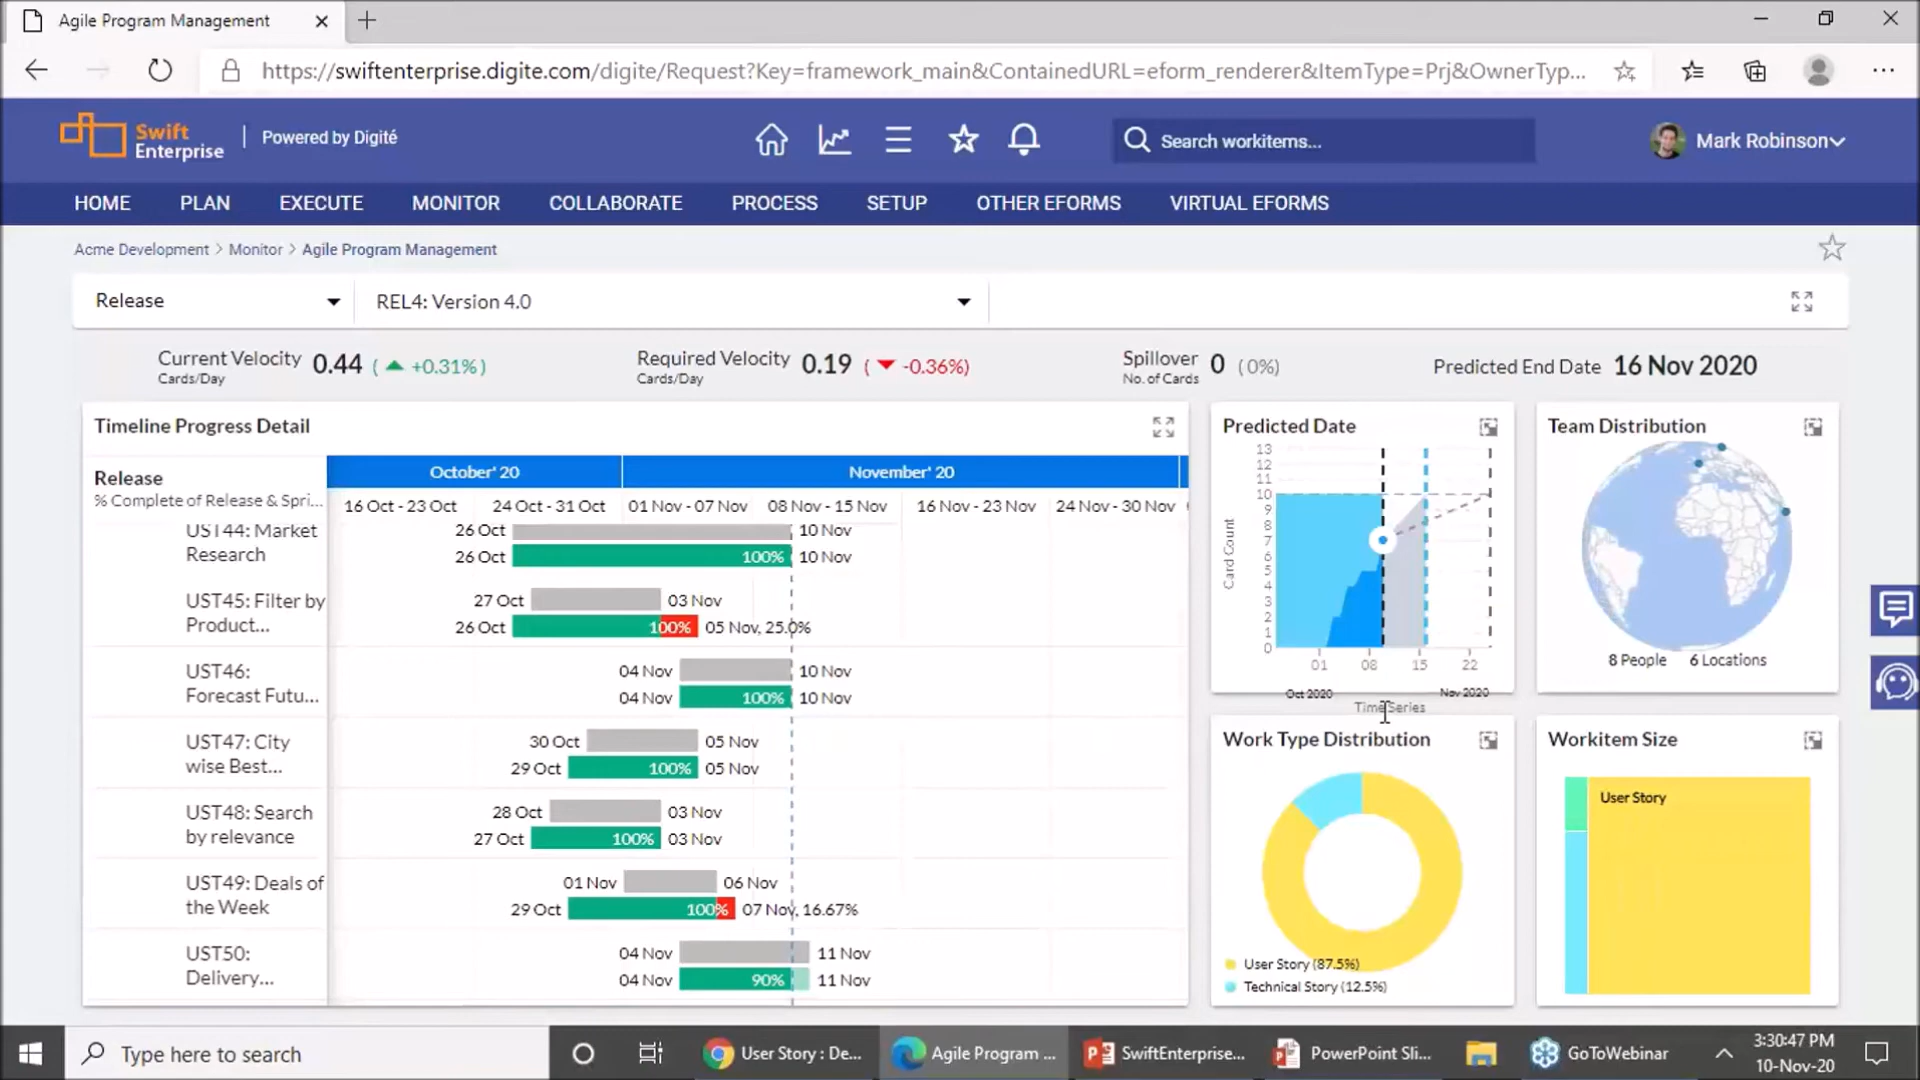 Agile Program Management
https://swiftenterprise.digite.com/digite/Request?Key=framework_main&ContainedURL=eform_renderer&ItemType=Prj&OwnerTyp...
Swift
Enterprise
Powered by Digité
Search workitems...
Mark Robinson
HOME PLAN EXECUTE MONITOR COLLABORATE PROCESS SETUP OTHER EFORMS VIRTUAL EFORMS
Acme Development > Monitor > Agile Program Management
Release
REL4: Version 4.0
Current Velocity 0.44 ( +0.31% )
Cards/Day
Required Velocity 0.19 ( -0.36%)
Cards/Day
Spillover 0 (0%)
No. of Cards
Predicted End Date 16 Nov 2020
Timeline Progress Detail
Release
% Complete of Release & Spri...
October' 20 November' 20
16 Oct - 23 Oct 24 Oct - 31 Oct 01 Nov - 07 Nov 08 Nov - 15 Nov 16 Nov - 23 Nov 24 Nov - 30 Nov
UST44: Market
Research
26 Oct 10 Nov
26 Oct 100% 10 Nov
UST45: Filter by
Product...
27 Oct 03 Nov
26 Oct 100% 05 Nov, 25.0%
UST46:
Forecast Futu...
04 Nov 10 Nov
04 Nov 100% 10 Nov
UST47: City
wise Best...
30 Oct 05 Nov
29 Oct 100% 05 Nov
UST48: Search
by relevance
28 Oct 03 Nov
27 Oct 100% 03 Nov
UST49: Deals of
the Week
01 Nov 06 Nov
29 Oct 100% 07 Nov, 16.67%
UST50:
Delivery...
04 Nov 11 Nov
04 Nov 90% 11 Nov
Predicted Date
Card Count
13
12
11
10
9
8
7
6
5
4
3
2
1
0
01 08 15 22
Oct 2020 Nov 2020
Time Series
Team Distribution
8 People 6 Locations
Work Type Distribution
User Story (87.5%)
Technical Story (12.5%)
Workitem Size
User Story
Type here to search
User Story : De...
Agile Program ...
SwiftEnterprise...
PowerPoint Sli...
GoToWebinar
3:30:47 PM
10-Nov-20